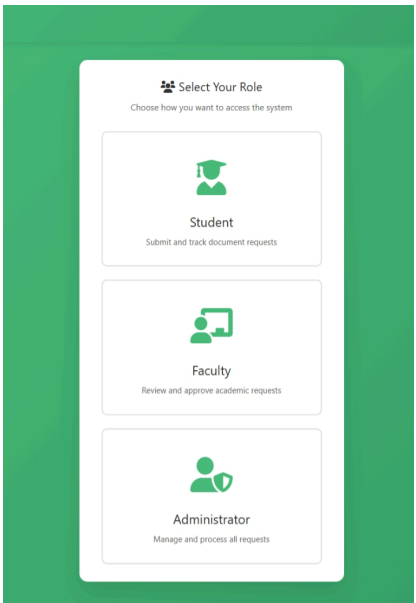 Select Your Role
Choose how you want to access the system
Student
Submit and track document requests
Faculty
Review and approve academic requests
Administrator
Manage and process all requests